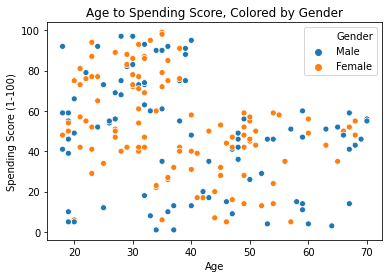 Age to Spending Score, Colored by Gender
Spending Score (1-100)
100
80
60
40
20
0
Gender
Male
Female
20 30 40 50 60 70
Age